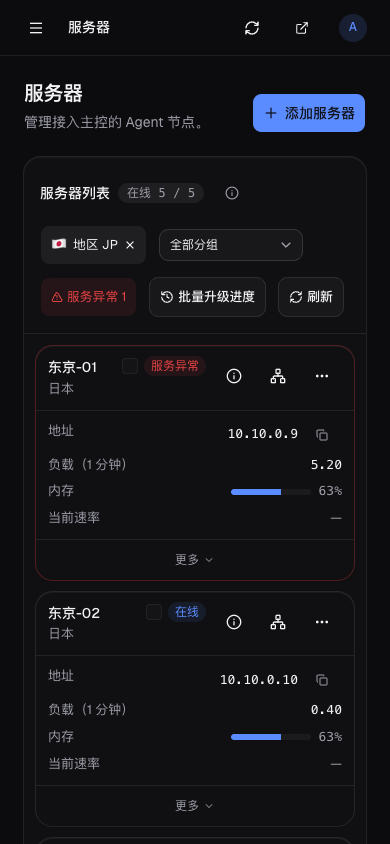 服务器
A
服务器
管理接入主控的 Agent 节点。
添加服务器
服务器列表 在线 5 / 5
地区 JP
全部分组
服务异常 1
批量升级进度
刷新
东京-01
服务异常
日本
地址
10.10.0.9
负载（1 分钟）
5.20
内存
63%
当前速率
—
更多
东京-02
在线
日本
地址
10.10.0.10
负载（1 分钟）
0.40
内存
63%
当前速率
—
更多